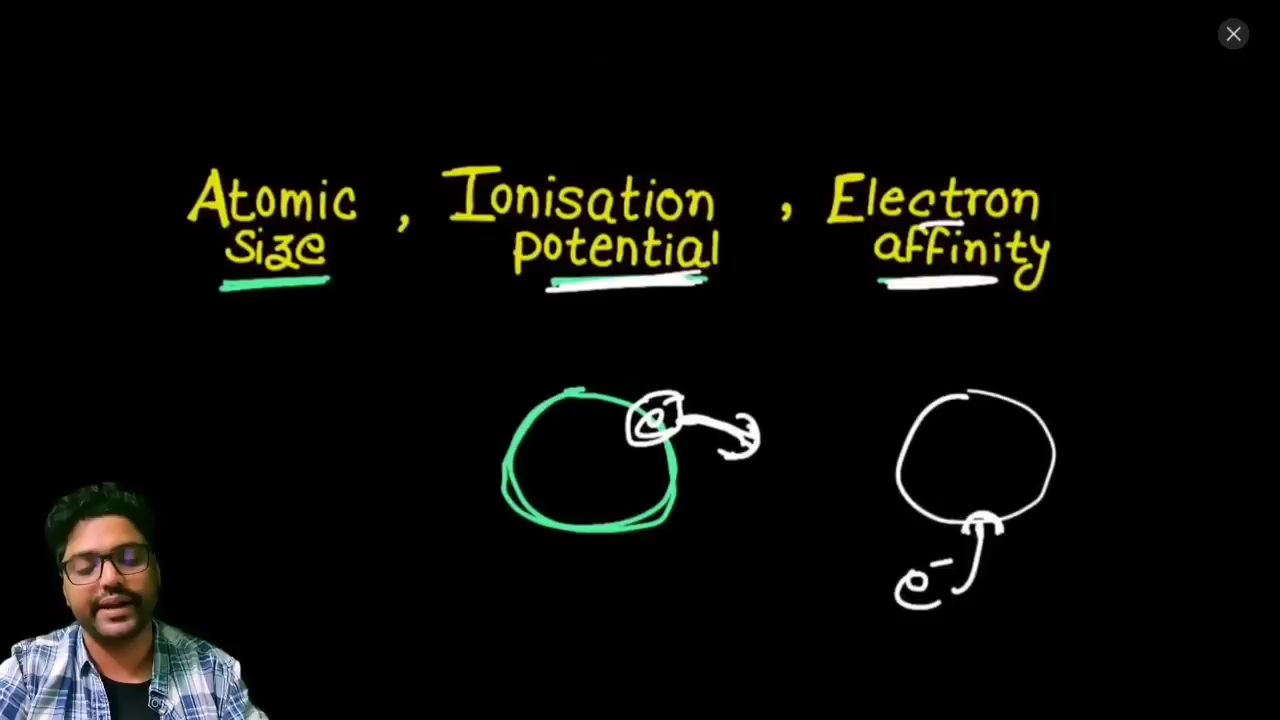 Atomic , Ionisation , Electron
size potential affinity
e-